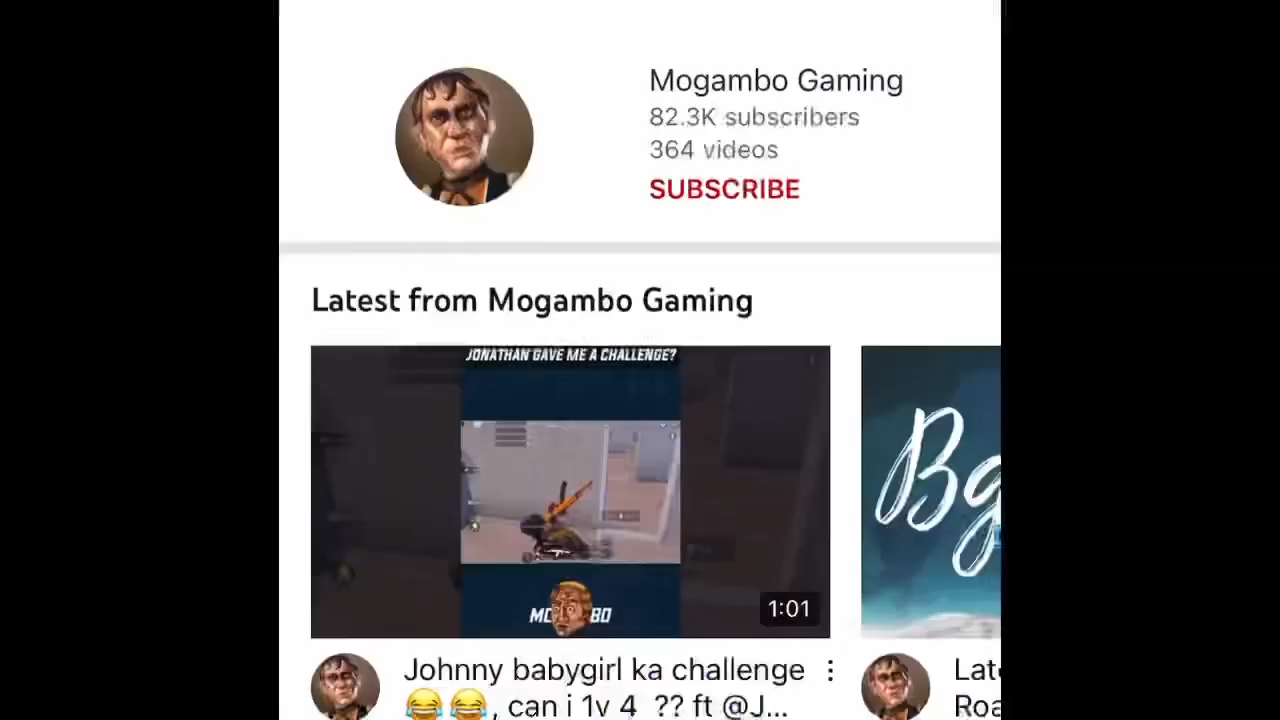 Mogambo Gaming
82.3K subscribers
364 videos
SUBSCRIBE
Latest from Mogambo Gaming
JONATHAN GAVE ME A CHALLENGE?
1:01
Johnny babygirl ka challenge
😂😂, can i 1v 4 ?? ft @J...